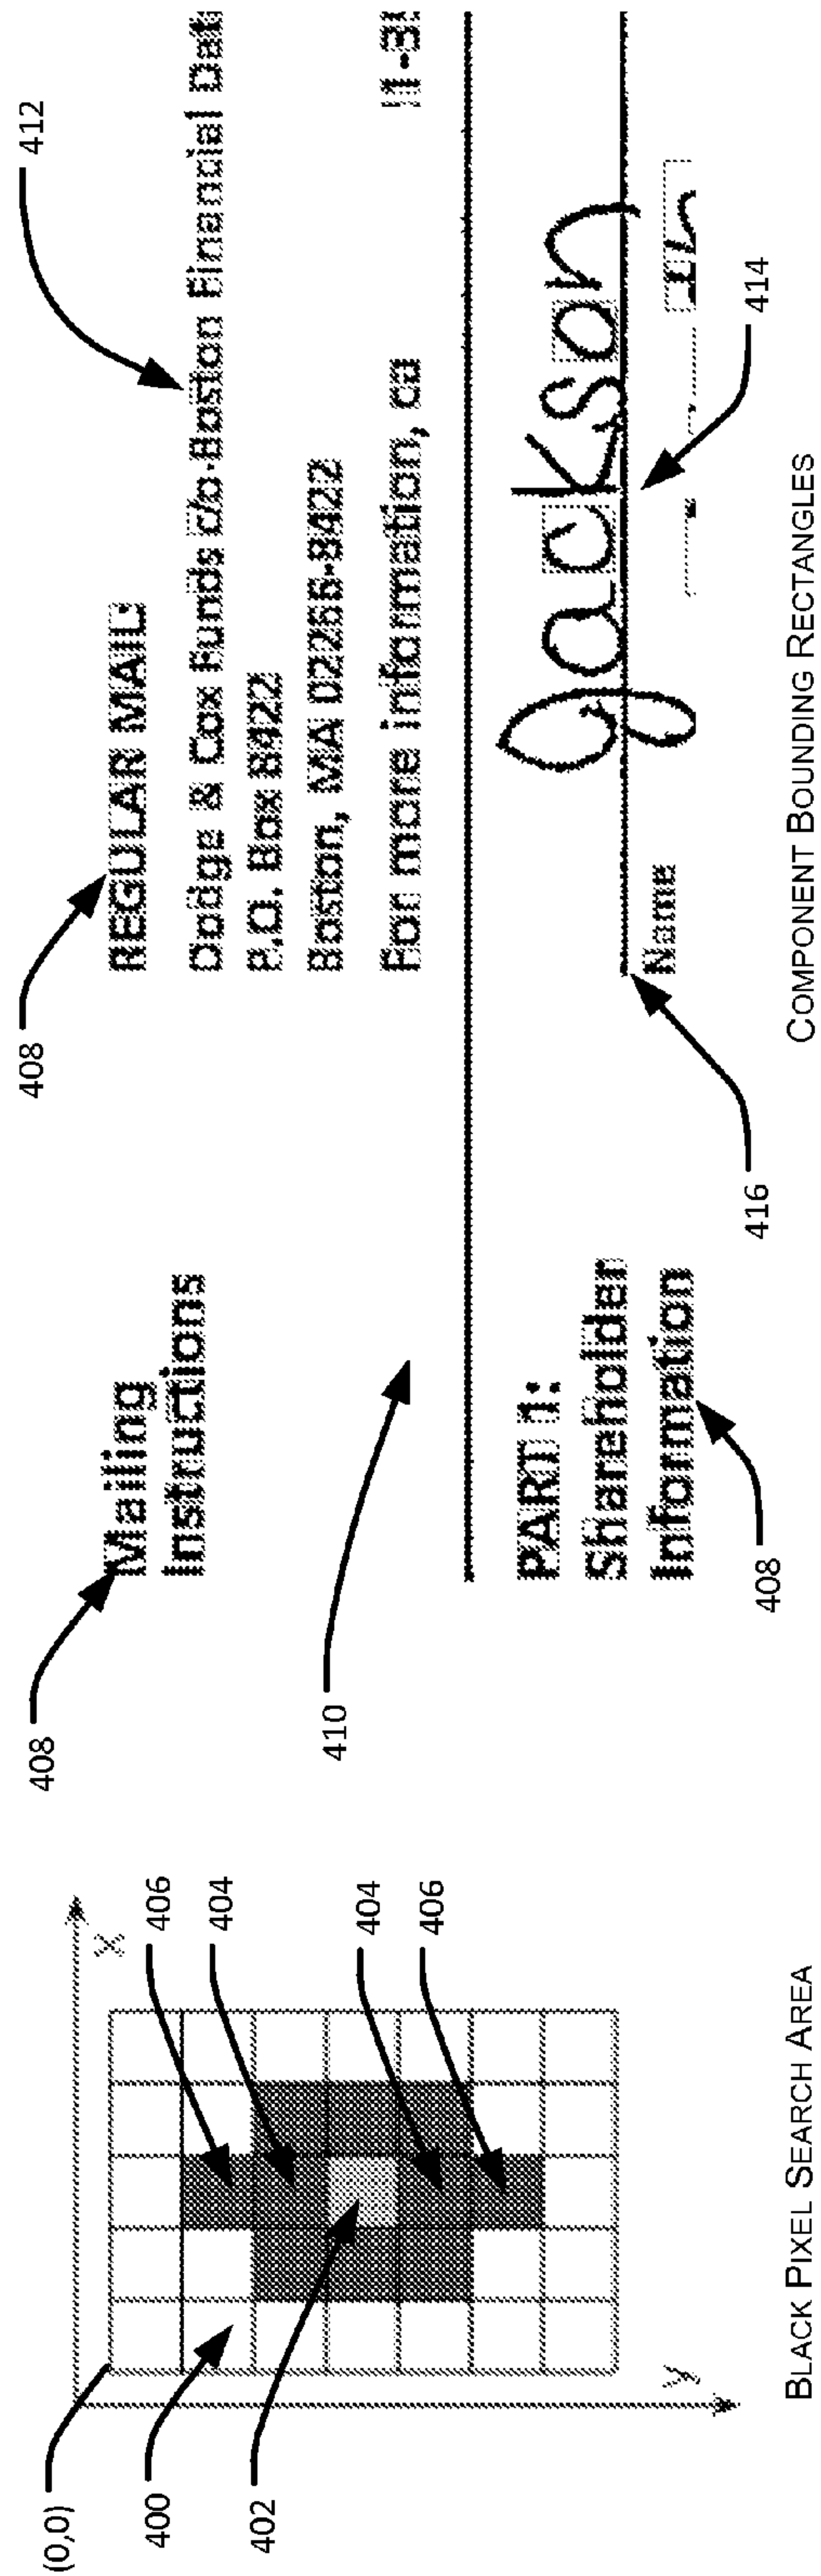 (0,0)
X
y
400
402
404
406
404
406
BLACK PIXEL SEARCH AREA
408
Mailing
Instructions
410
PART 1:
Shareholder
Information
408
408
REGULAR MAIL:
412
Dodge & Cox Funds c/o Boston Financial Dat
P.O. Box 8422
Boston, MA 02266-8422
For more information, ca
Jackson
414
Name
416
COMPONENT BOUNDING RECTANGLES